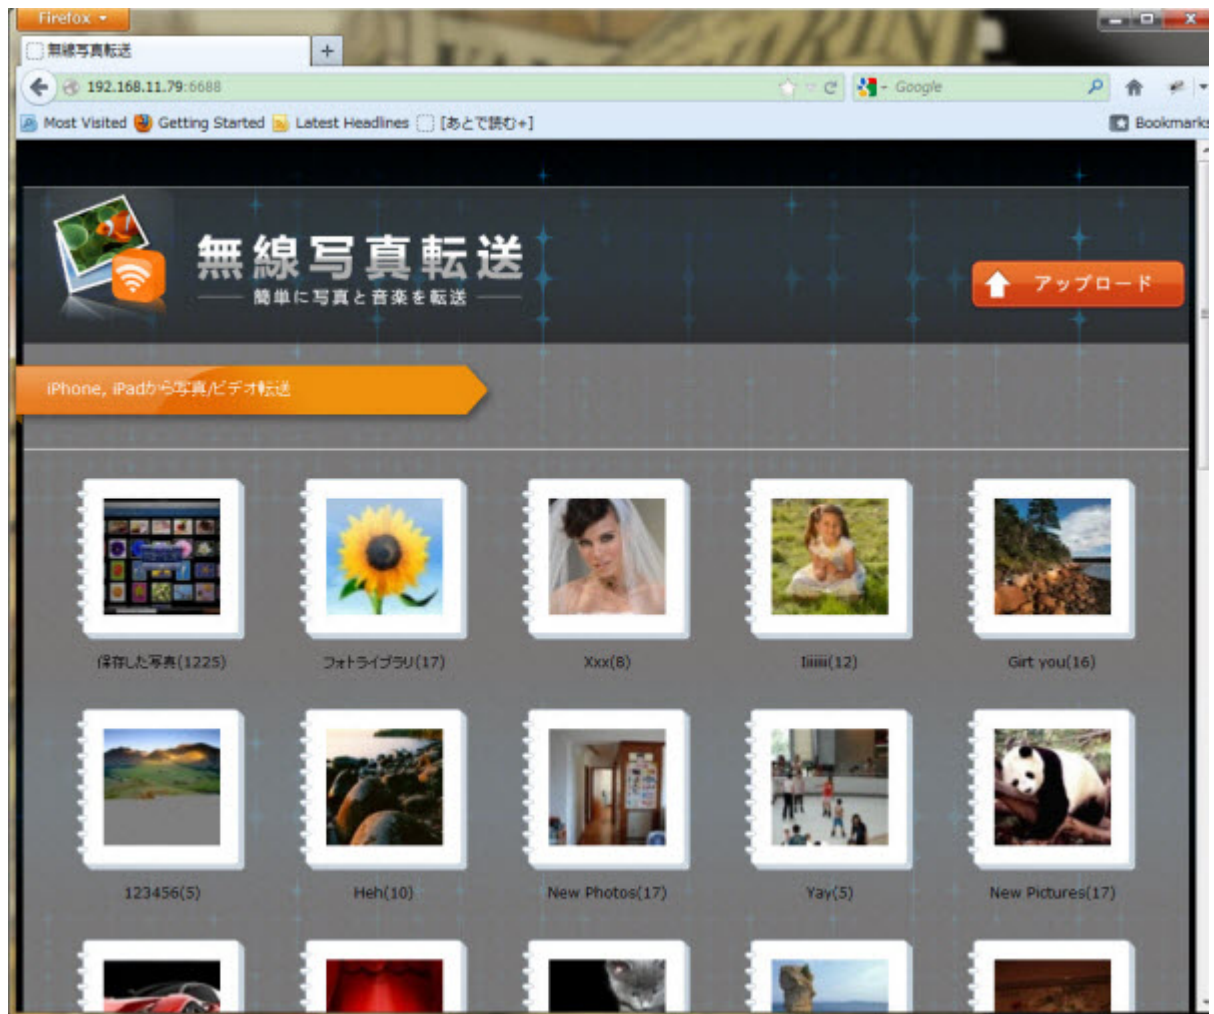 Firefox
無線写真転送
192.168.11.79:6688
Google
Most Visited Getting Started Latest Headlines [あとで読む+] Bookmarks
無線写真転送
簡単に写真と音楽を転送
アップロード
iPhone, iPadから写真/ビデオ転送
保存した写真(1225) フォトライブラリ(17) Xxx(8) Iiiiiii(12) Girt you(16)
123456(5) Heh(10) New Photos(17) Yay(5) New Pictures(17)